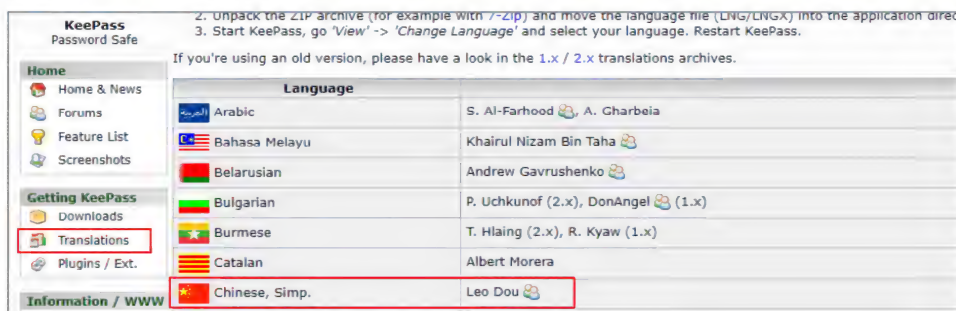 KeePass
Password Safe
Home
Home & News
Forums
Feature List
Screenshots
Getting KeePass
Downloads
Translations
Plugins / Ext.
Information / WWW
2. Unpack the ZIP archive (for example with 7-Zip) and move the language file (LNG/LNGX) into the application direc
3. Start KeePass, go 'View' -> 'Change Language' and select your language. Restart KeePass.
If you're using an old version, please have a look in the 1.x / 2.x translations archives.
Language
العربية Arabic S. Al-Farhood, A. Gharbeia
Bahasa Melayu Khairul Nizam Bin Taha
Belarusian Andrew Gavrushenko
Bulgarian P. Uchkunof (2.x), DonAngel (1.x)
Burmese T. Hlaing (2.x), R. Kyaw (1.x)
Catalan Albert Morera
Chinese, Simp. Leo Dou